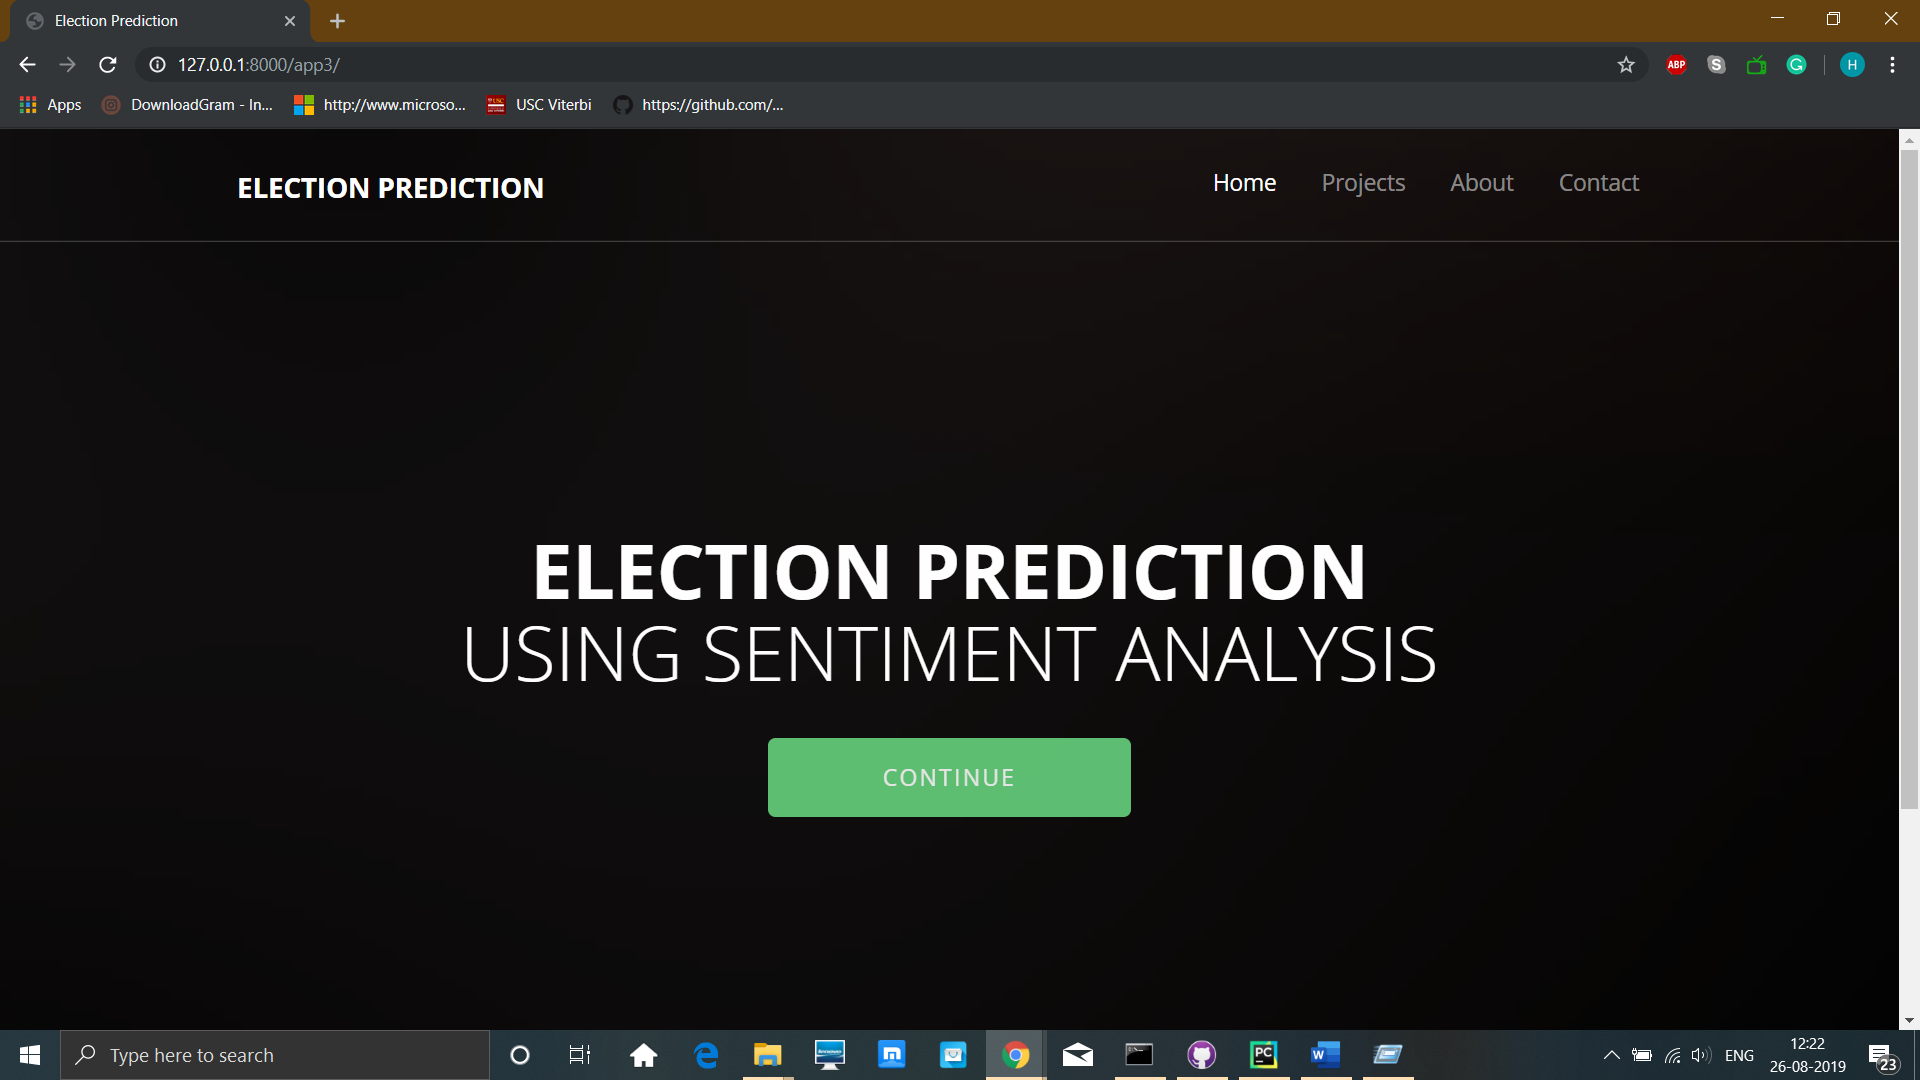 Election Prediction
127.0.0.1:8000/app3/
ABP
S
G
H
Apps
DownloadGram - In...
http://www.microso...
USC Viterbi
https://github.com/...
ELECTION PREDICTION
Home
Projects
About
Contact
ELECTION PREDICTION
USING SENTIMENT ANALYSIS
CONTINUE
Type here to search
PC
W
ENG
12:22
26-08-2019
23